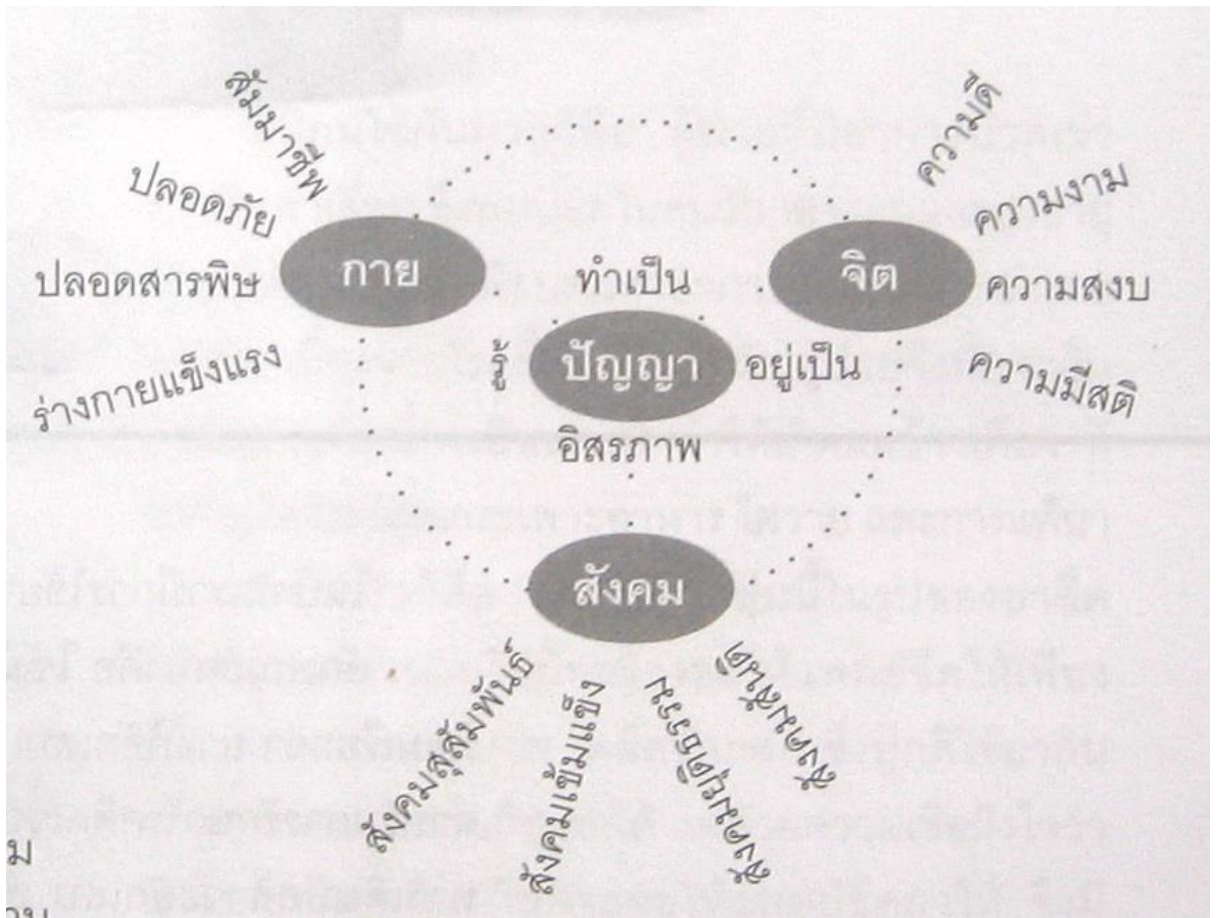 สัมมาชีพ
ปลอดภัย
ปลอดสารพิษ
ร่างกายแข็งแรง
กาย
ทำเป็น
จิต
ความดี
ความงาม
ความสงบ
ความมีสติ
รู้
ปัญญา
อยู่เป็น
อิสรภาพ
สังคม
สังคมสุสัมพันธ์
สังคมเข้มแข็ง
สังคมยุติธรรม
สังคมสันติ